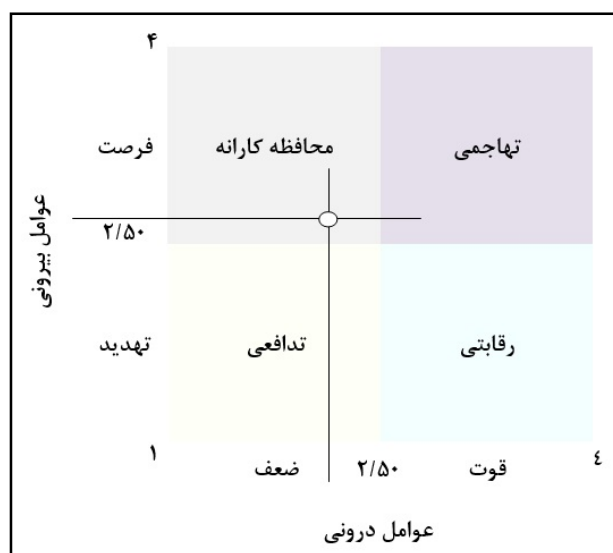 ۴
فرصت محافظه کارانه تهاجمی
عوامل بیرونی
۲/۵۰
تهدید تدافعی رقابتی
۱ ٤
ضعف ۲/۵۰ قوت
عوامل درونی